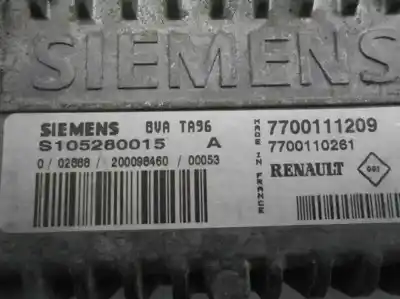 SIEMENS
SIEMENS BVA TA96
S105280015 A
0 / 02888 / 200098460 / 00053
MADE IN FRANCE
7700111209
7700110261
RENAULT